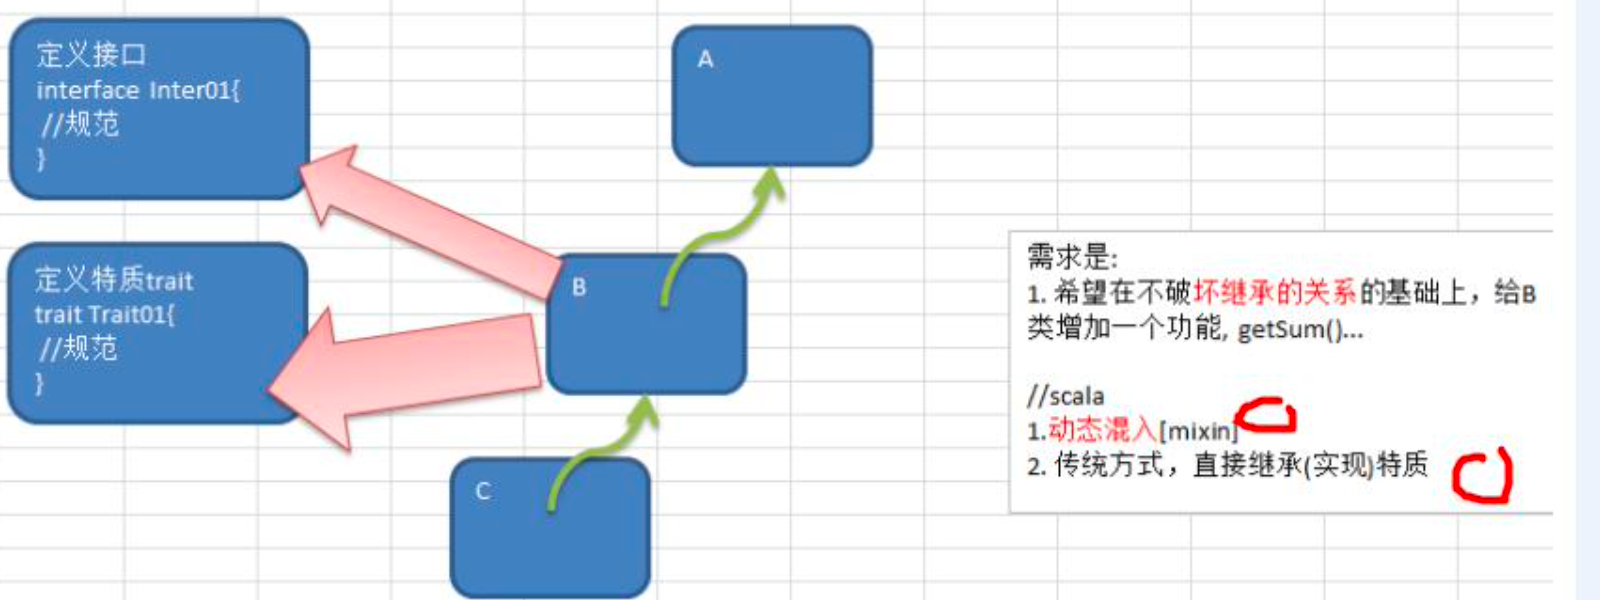 定义接口
interface Inter01{
//规范
}
A
定义特质trait
trait Trait01{
//规范
}
B
C
需求是:
1. 希望在不破坏继承的关系的基础上，给B
类增加一个功能, getSum()...
//scala
1.动态混入[mixin]
2. 传统方式，直接继承(实现)特质